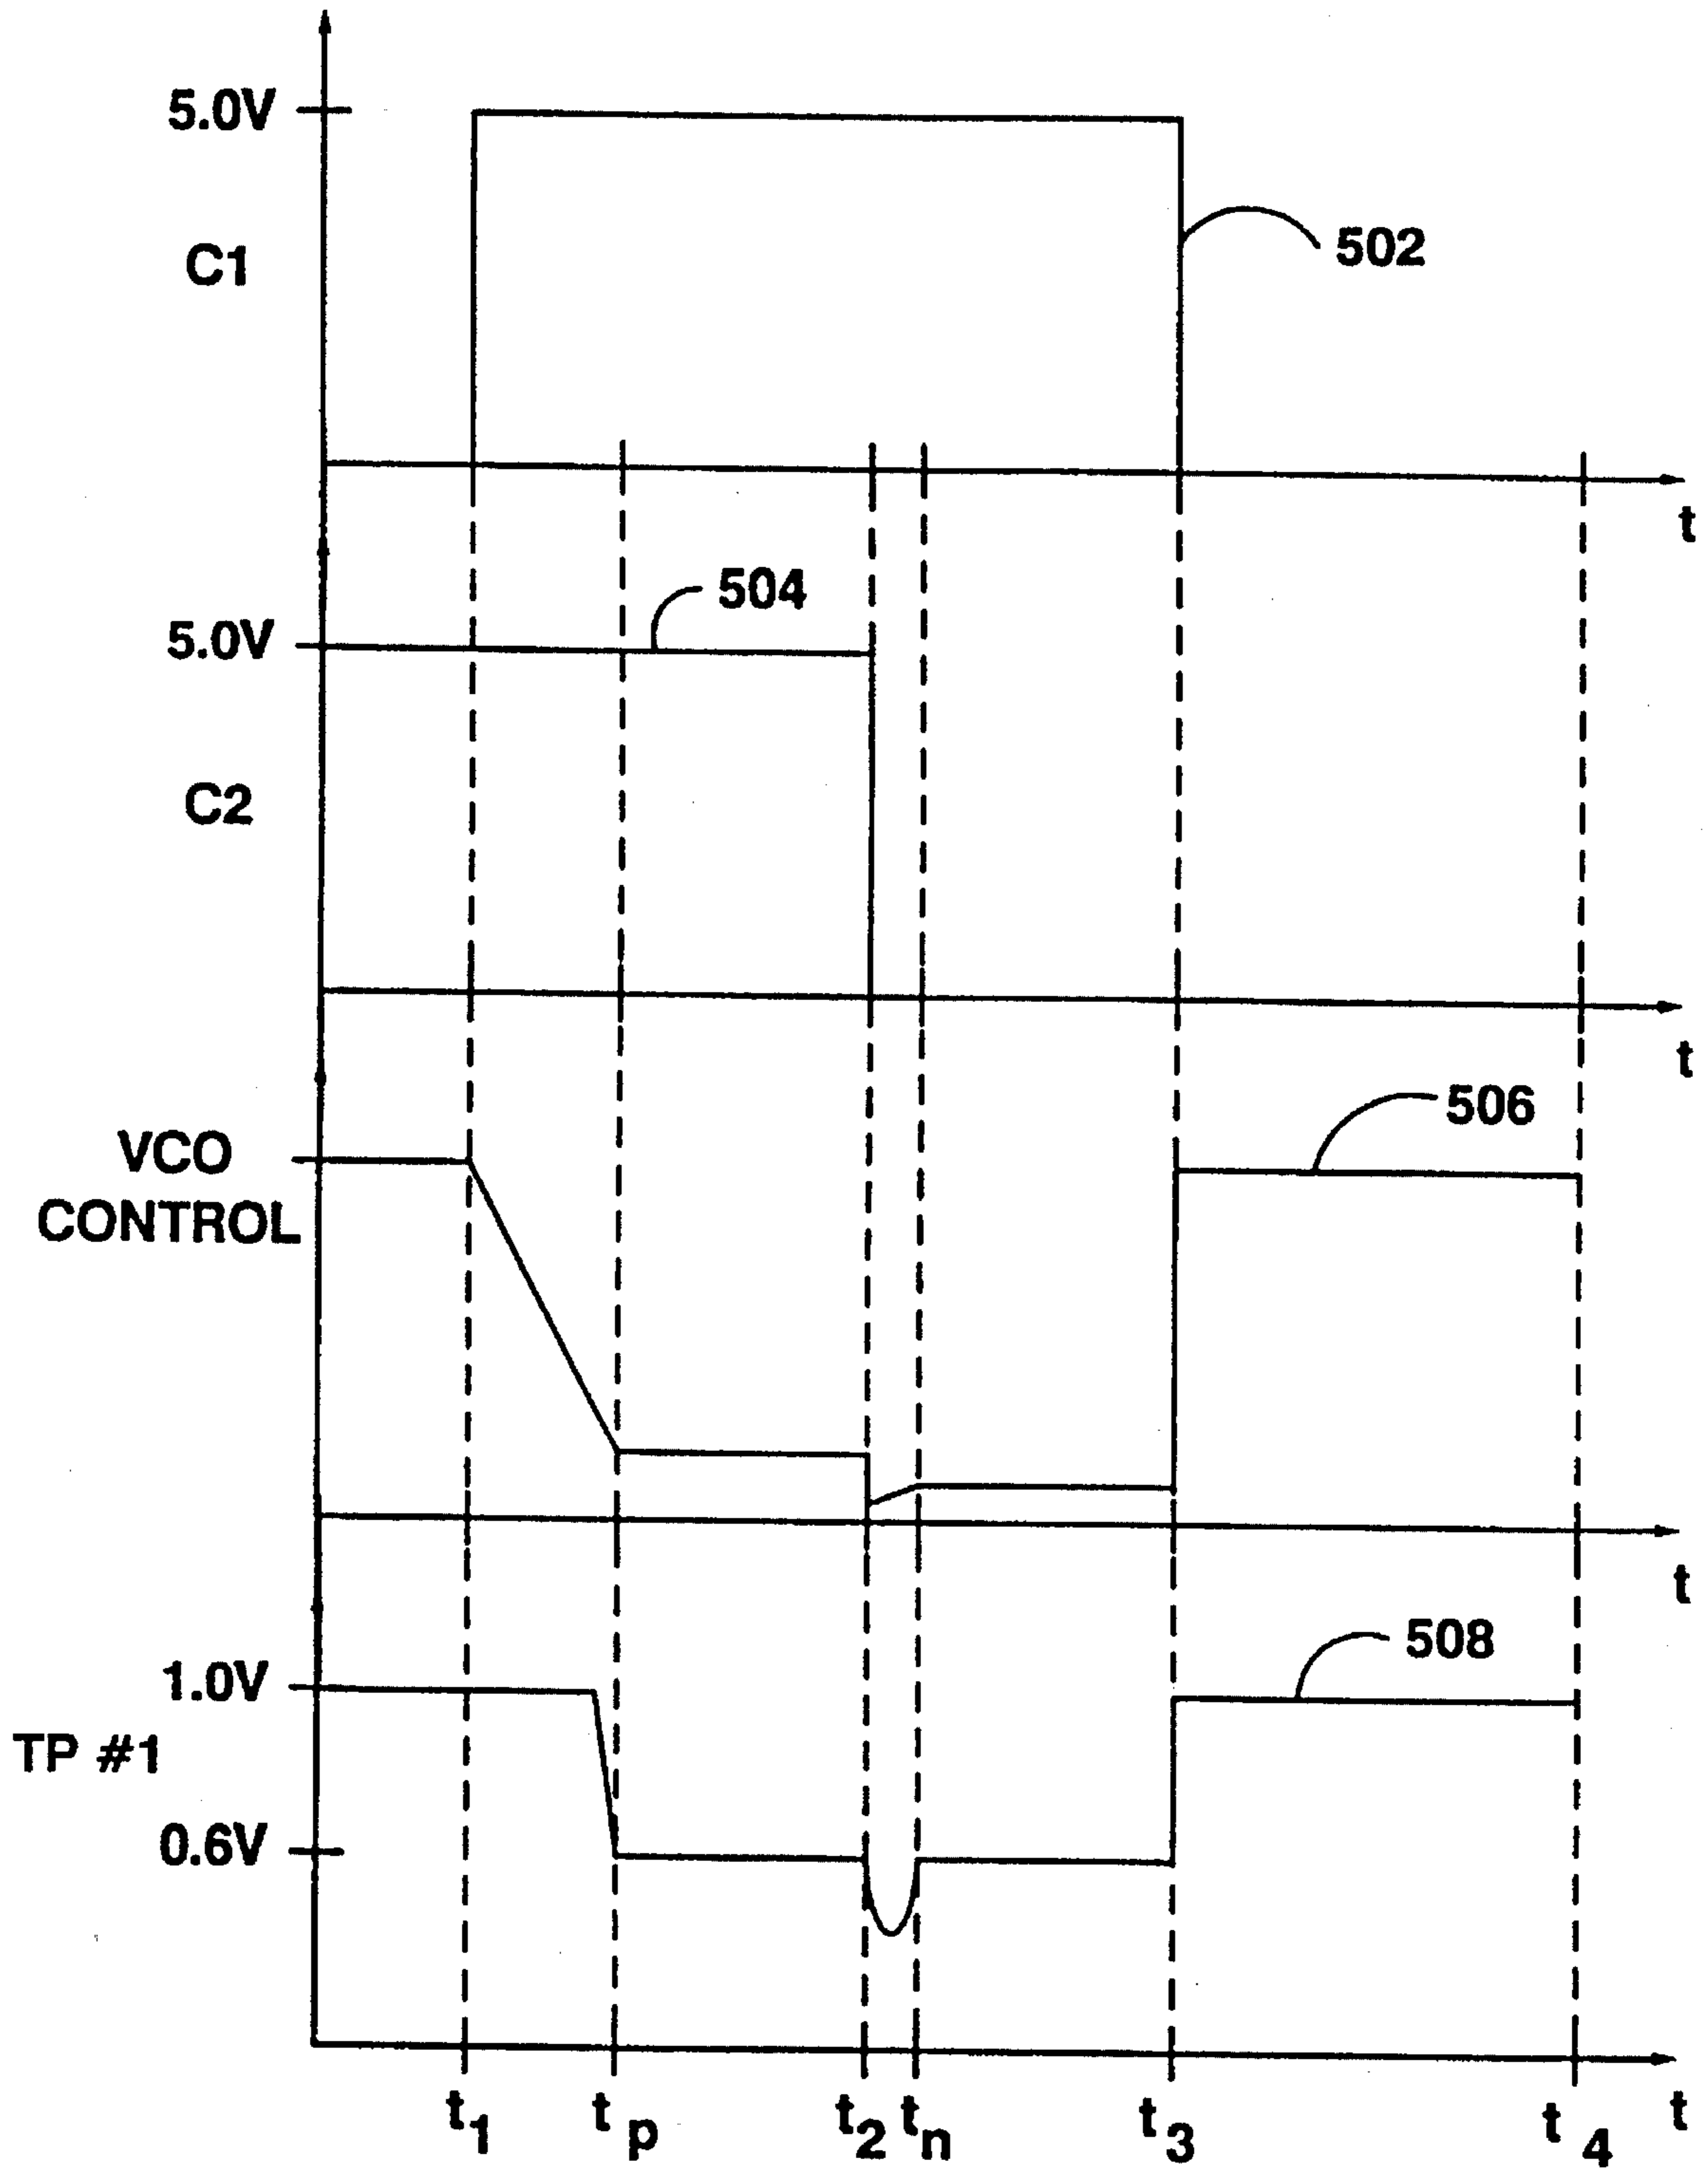 5.0V
C1
502
t
504
5.0V
C2
t
506
VCO
CONTROL
t
508
1.0V
TP #1
0.6V
t1 tp t2 tn t3 t4 t